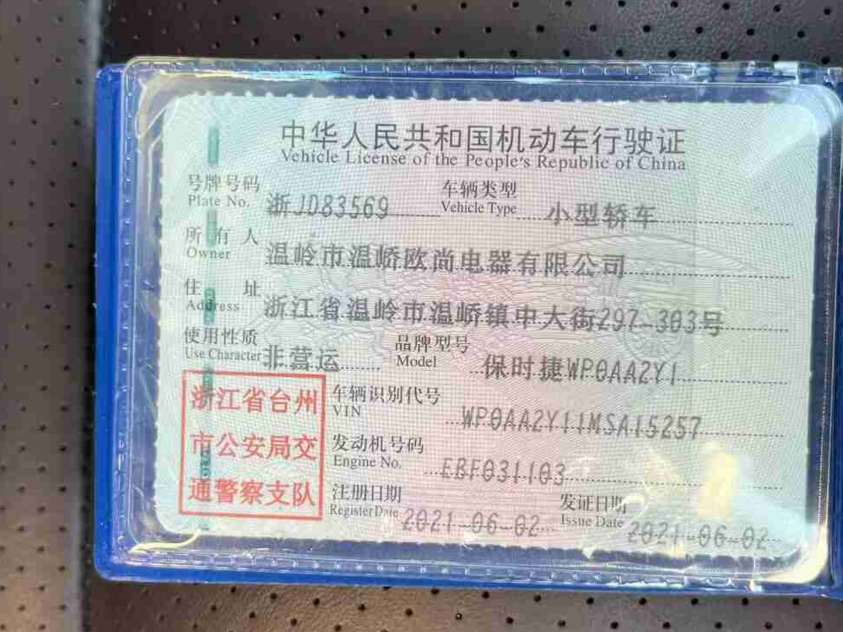 中华人民共和国机动车行驶证
Vehicle License of the People's Republic of China
号牌号码 浙JD83569 车辆类型 小型轿车
Plate No. Vehicle Type
所有人 温岭市温峤欧尚电器有限公司
Owner
住址 浙江省温岭市温峤镇中大街297-303号
Address
使用性质 非营运 品牌型号 保时捷WP0AA2Y1
Use Character Model
浙江省台州 车辆识别代号 WP0AA2Y11MSA15257
VIN
市公安局交 发动机号码 EBF031103
Engine No.
通警察支队 注册日期 2021-06-02 发证日期 2021-06-02
Register Date Issue Date